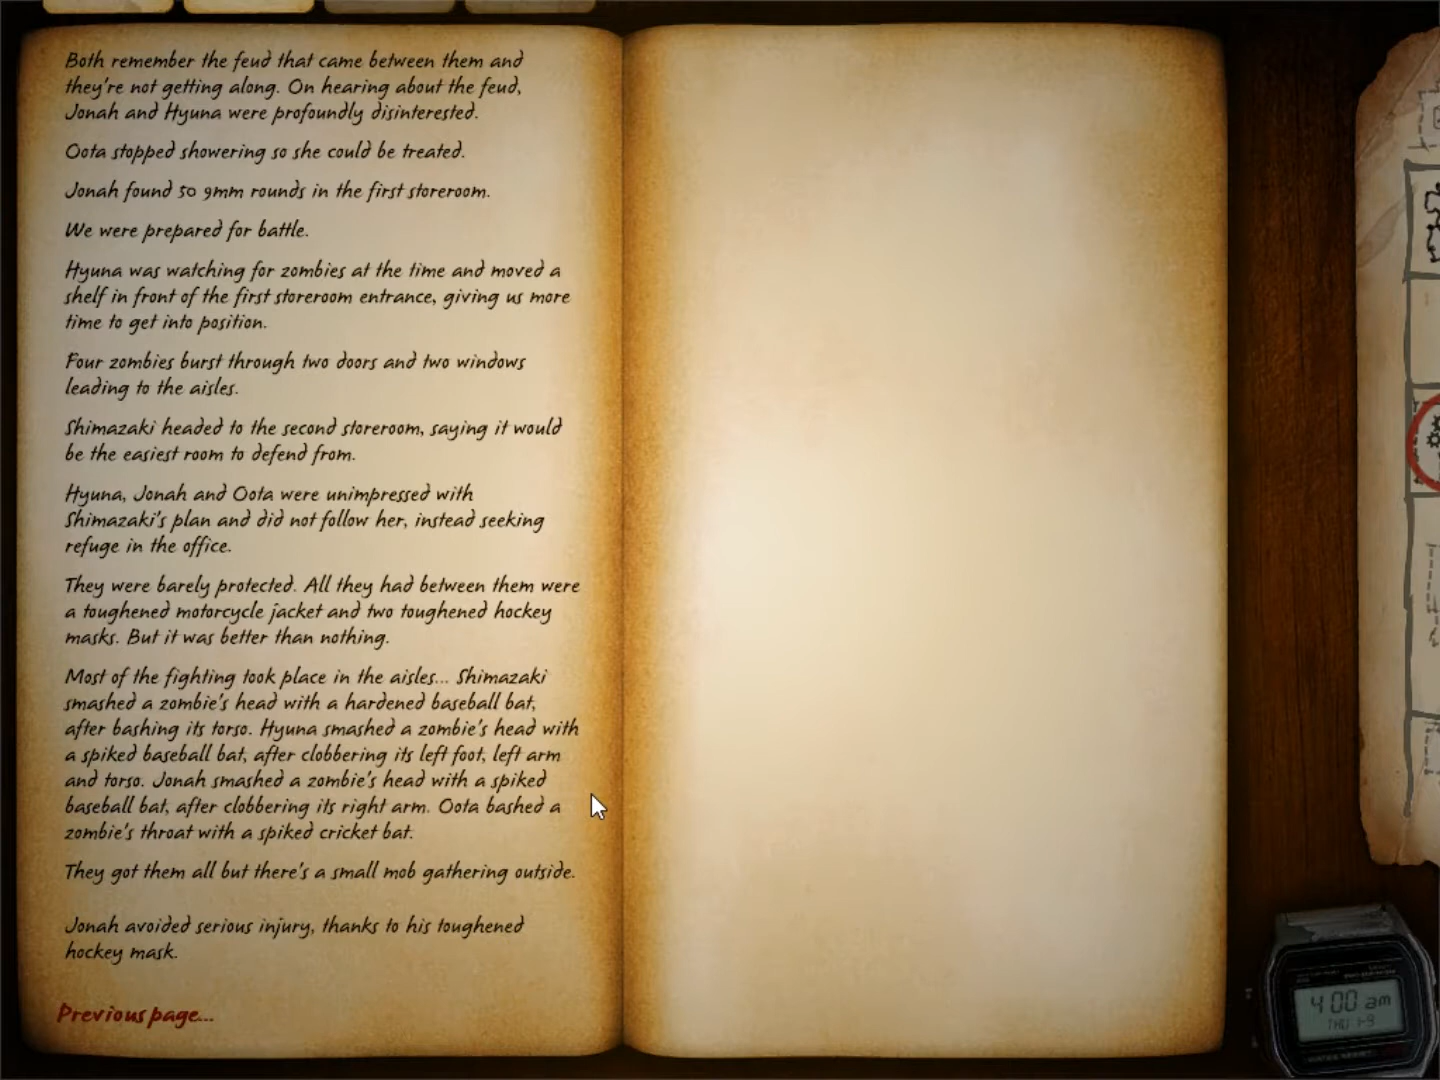 Both remember the feud that came between them and
they're not getting along. On hearing about the feud,
Jonah and Hyuna were profoundly disinterested.
Oota stopped showering so she could be treated.
Jonah found 50 9mm rounds in the first storeroom.
We were prepared for battle.
Hyuna was watching for zombies at the time and moved a
shelf in front of the first storeroom entrance, giving us more
time to get into position.
Four zombies burst through two doors and two windows
leading to the aisles.
Shimazaki headed to the second storeroom, saying it would
be the easiest room to defend from.
Hyuna, Jonah and Oota were unimpressed with
Shimazaki's plan and did not follow her, instead seeking
refuge in the office.
They were barely protected. All they had between them were
a toughened motorcycle jacket and two toughened hockey
masks. But it was better than nothing.
Most of the fighting took place in the aisles... Shimazaki
smashed a zombie's head with a hardened baseball bat,
after bashing its torso. Hyuna smashed a zombie's head with
a spiked baseball bat, after clobbering its left foot, left arm
and torso. Jonah smashed a zombie's head with a spiked
baseball bat, after clobbering its right arm. Oota bashed a
zombie's throat with a spiked cricket bat.
They got them all but there's a small mob gathering outside.
Jonah avoided serious injury, thanks to his toughened
hockey mask.
Previous page...
4:00 am
THU 1-9
WATER RESIST